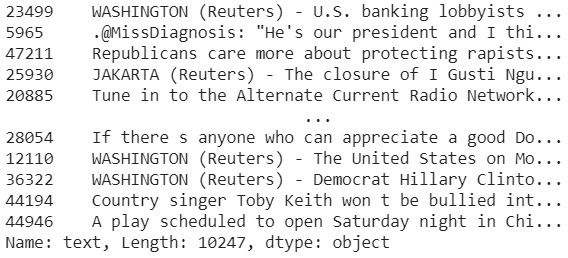 23499    WASHINGTON (Reuters) - U.S. banking lobbyists ...
5965     .@MissDiagnosis: "He's our president and I thi...
47211    Republicans care more about protecting rapists...
25930    JAKARTA (Reuters) - The closure of I Gusti Ngu...
20885    Tune in to the Alternate Current Radio Network...
...
28054    If there s anyone who can appreciate a good Do...
12110    WASHINGTON (Reuters) - The United States on Mo...
36322    WASHINGTON (Reuters) - Democrat Hillary Clinto...
44194    Country singer Toby Keith won t be bullied int...
44946    A play scheduled to open Saturday night in Chi...
Name: text, Length: 10247, dtype: object